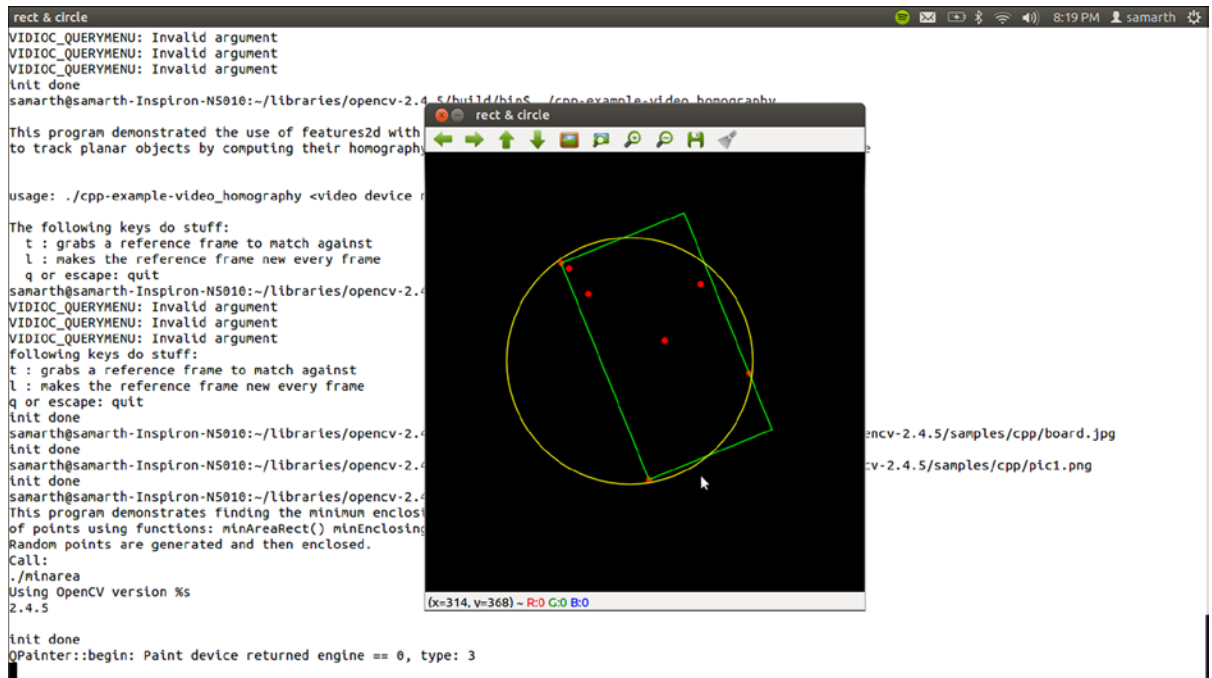 rect & circle
8:19 PM samarth
VIDIOC_QUERYMENU: Invalid argument
VIDIOC_QUERYMENU: Invalid argument
VIDIOC_QUERYMENU: Invalid argument
init done
samarth@samarth-Inspiron-N5010:~/libraries/opencv-2.4.5/build/bin$ ./cpp-example-video_homography
This program demonstrated the use of features2d with
to track planar objects by computing their homography
usage: ./cpp-example-video_homography <video device
The following keys do stuff:
t : grabs a reference frame to match against
l : makes the reference frame new every frame
q or escape: quit
samarth@samarth-Inspiron-N5010:~/libraries/opencv-2.4
VIDIOC_QUERYMENU: Invalid argument
VIDIOC_QUERYMENU: Invalid argument
VIDIOC_QUERYMENU: Invalid argument
following keys do stuff:
t : grabs a reference frame to match against
l : makes the reference frame new every frame
q or escape: quit
init done
samarth@samarth-Inspiron-N5010:~/libraries/opencv-2. encv-2.4.5/samples/cpp/board.jpg
init done
samarth@samarth-Inspiron-N5010:~/libraries/opencv-2. cv-2.4.5/samples/cpp/pic1.png
init done
samarth@samarth-Inspiron-N5010:~/libraries/opencv-2.
This program demonstrates finding the minimum enclosi
of points using functions: minAreaRect() minEnclosing
Random points are generated and then enclosed.
Call:
./minarea
Using OpenCV version %s
2.4.5
init done
QPainter::begin: Paint device returned engine == 0, type: 3
rect & circle
(x=314, y=368) ~ R:0 G:0 B:0